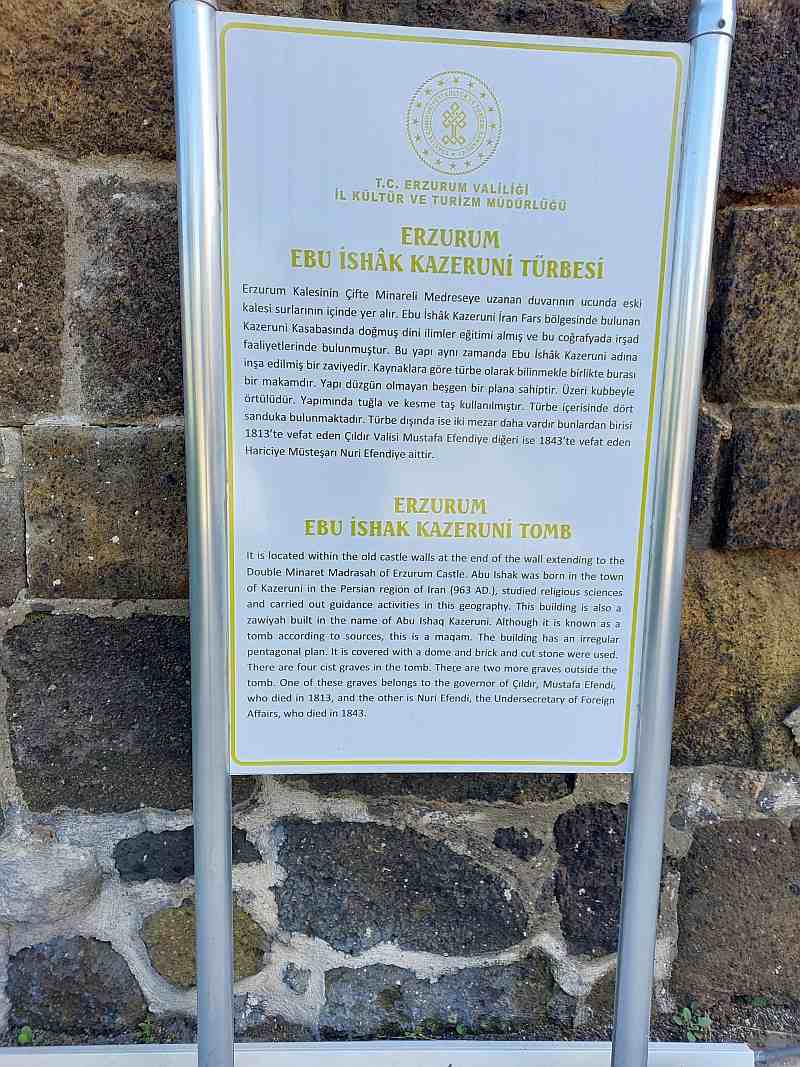 T.C. ERZURUM VALİLİĞİ
İL KÜLTÜR VE TURİZM MÜDÜRLÜĞÜ
ERZURUM
EBU İSHÂK KAZERUNİ TÜRBESİ
Erzurum Kalesinin Çifte Minareli Medreseye uzanan duvarının ucunda eski
kalesi surlarının içinde yer alır. Ebu İshâk Kazeruni İran Fars bölgesinde bulunan
Kazeruni Kasabasında doğmuş dini ilimler eğitimi almış ve bu coğrafyada irşad
faaliyetlerinde bulunmuştur. Bu yapı aynı zamanda Ebu İshâk Kazeruni adına
inşa edilmiş bir zaviyedir. Kaynaklara göre türbe olarak bilinmekle birlikte burası
bir makamdır. Yapı düzgün olmayan beşgen bir plana sahiptir. Üzeri kubbeyle
örtülüdür. Yapımında tuğla ve kesme taş kullanılmıştır. Türbe içerisinde dört
sanduka bulunmaktadır. Türbe dışında ise iki mezar daha vardır bunlardan birisi
1813'te vefat eden Çıldır Valisi Mustafa Efendiye diğeri ise 1843'te vefat eden
Hariciye Müsteşarı Nuri Efendiye aittir.
ERZURUM
EBU İSHAK KAZERUNİ TOMB
It is located within the old castle walls at the end of the wall extending to the
Double Minaret Madrasah of Erzurum Castle. Abu Ishak was born in the town
of Kazeruni in the Persian region of Iran (963 AD.), studied religious sciences
and carried out guidance activities in this geography. This building is also a
zawiyah built in the name of Abu Ishaq Kazeruni. Although it is known as a
tomb according to sources, this is a maqam. The building has an irregular
pentagonal plan. It is covered with a dome and brick and cut stone were used.
There are four cist graves in the tomb. There are two more graves outside the
tomb. One of these graves belongs to the governor of Çıldır, Mustafa Efendi,
who died in 1813, and the other is Nuri Efendi, the Undersecretary of Foreign
Affairs, who died in 1843.